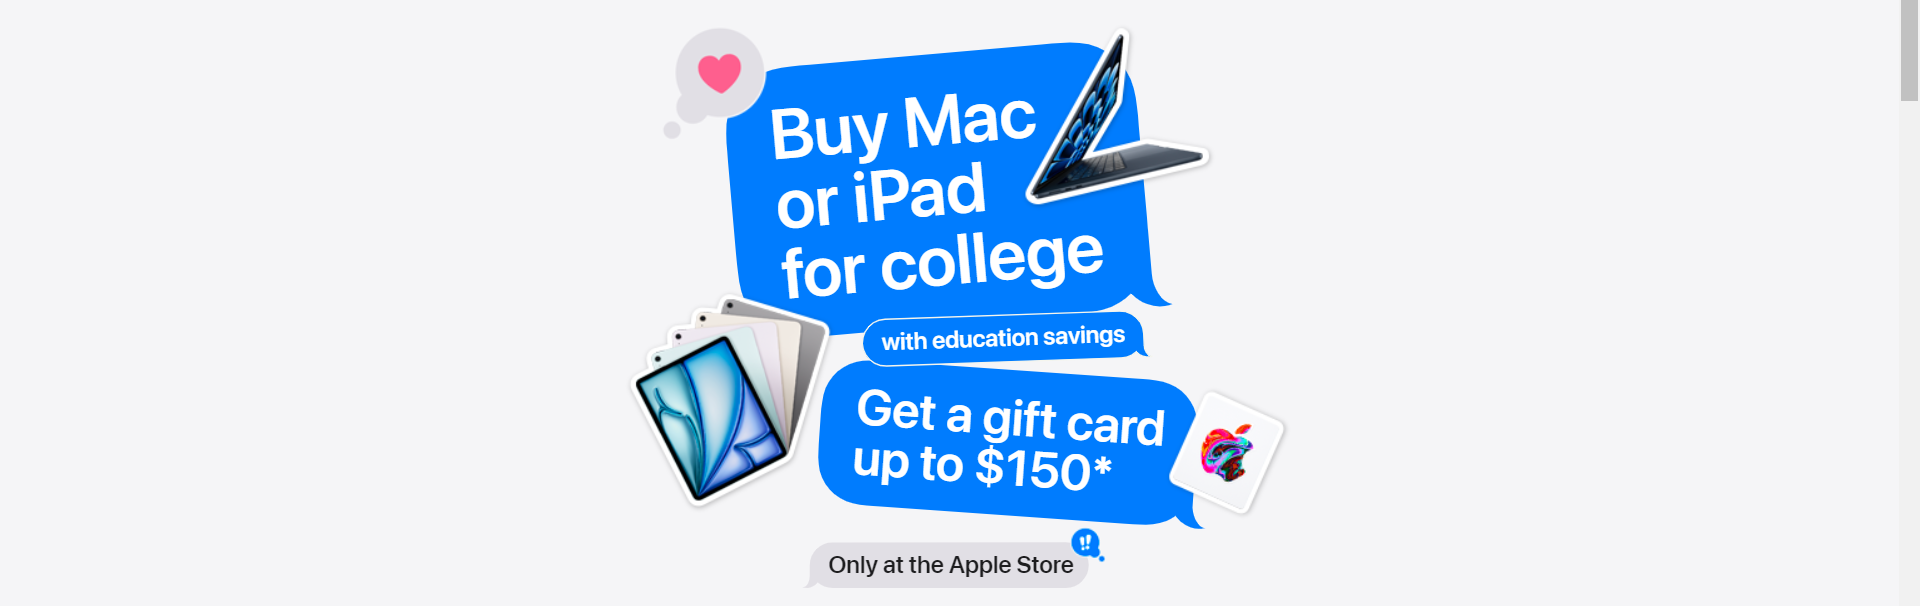 Buy Mac
or iPad
for college
with education savings
Get a gift card
up to $150*
Only at the Apple Store
!!